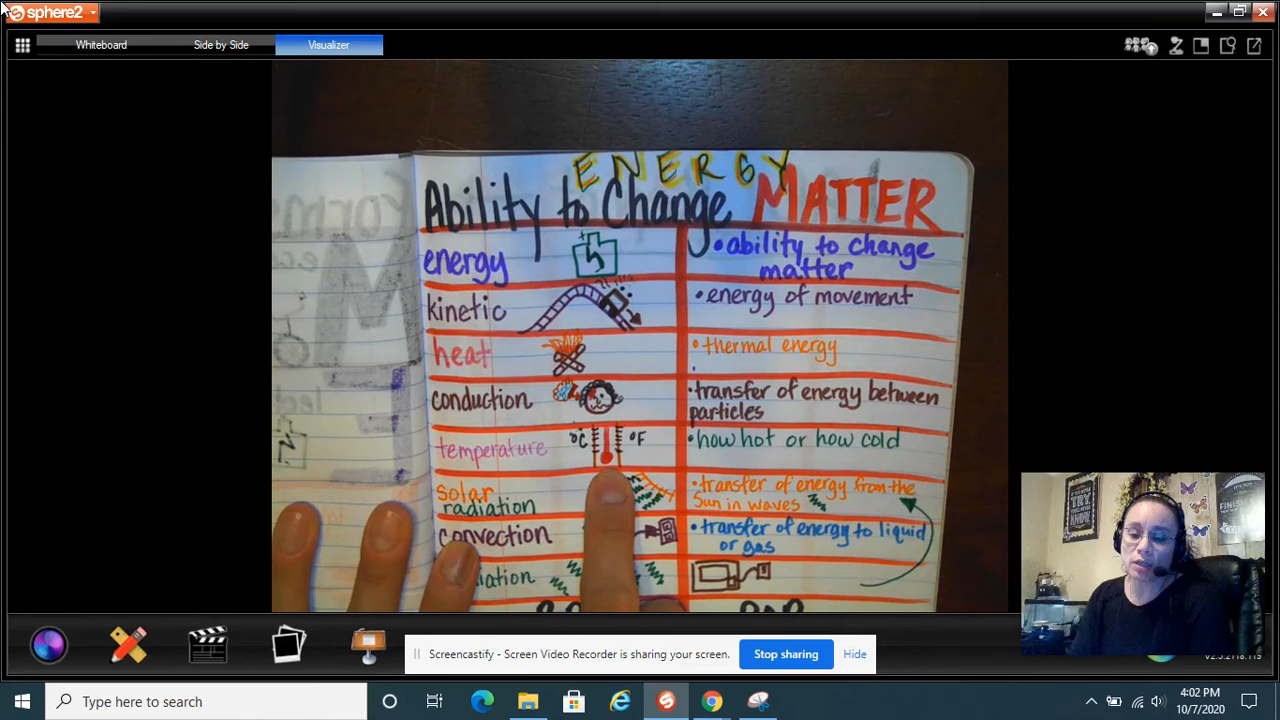 sphere2
Whiteboard
Side by Side
Visualizer
ENERGY
Ability to Change MATTER
energy
• ability to change
matter
kinetic
• energy of movement
heat
• thermal energy
conduction
• transfer of energy between
particles
temperature
°C
°F
• how hot or how cold
solar
radiation
• transfer of energy from the
Sun in waves
convection
• transfer of energy to liquid
or gas
Screencastify - Screen Video Recorder is sharing your screen.
Stop sharing
Hide
Type here to search
4:02 PM
10/7/2020